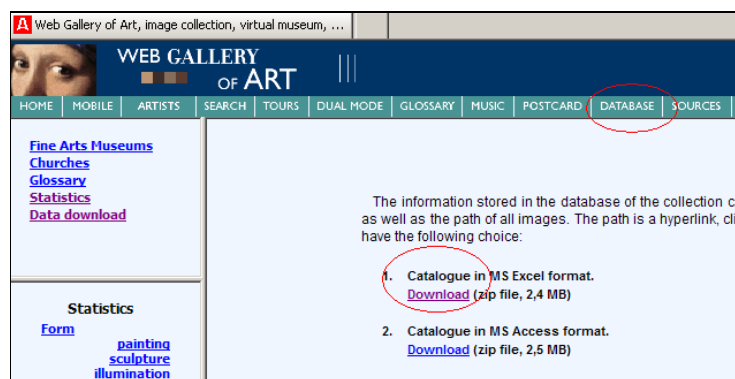 Web Gallery of Art, image collection, virtual museum, ...
WEB GALLERY
OF ART
HOME MOBILE ARTISTS SEARCH TOURS DUAL MODE GLOSSARY MUSIC POSTCARD DATABASE SOURCES
Fine Arts Museums
Churches
Glossary
Statistics
Data download
The information stored in the database of the collection c
as well as the path of all images. The path is a hyperlink, cli
have the following choice:
1. Catalogue in MS Excel format.
Download (zip file, 2,4 MB)
2. Catalogue in MS Access format.
Download (zip file, 2,5 MB)
Statistics
Form
painting
sculpture
illumination